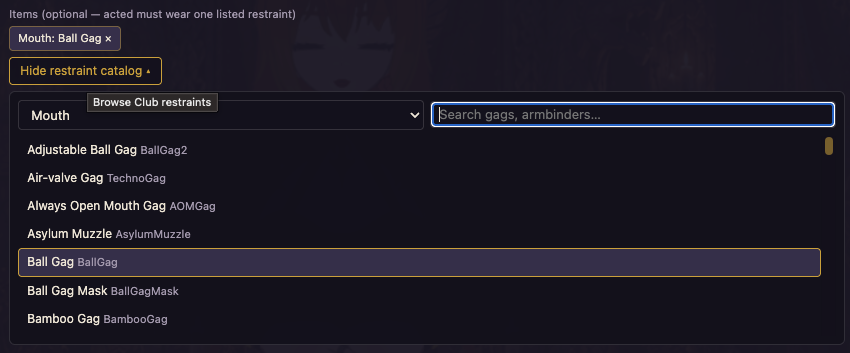 Items (optional — acted must wear one listed restraint)
Mouth: Ball Gag ×
Hide restraint catalog ▴
Browse Club restraints
Mouth
Search gags, armbinders...
Adjustable Ball Gag BallGag2
Air-valve Gag TechnoGag
Always Open Mouth Gag AOMGag
Asylum Muzzle AsylumMuzzle
Ball Gag BallGag
Ball Gag Mask BallGagMask
Bamboo Gag BambooGag